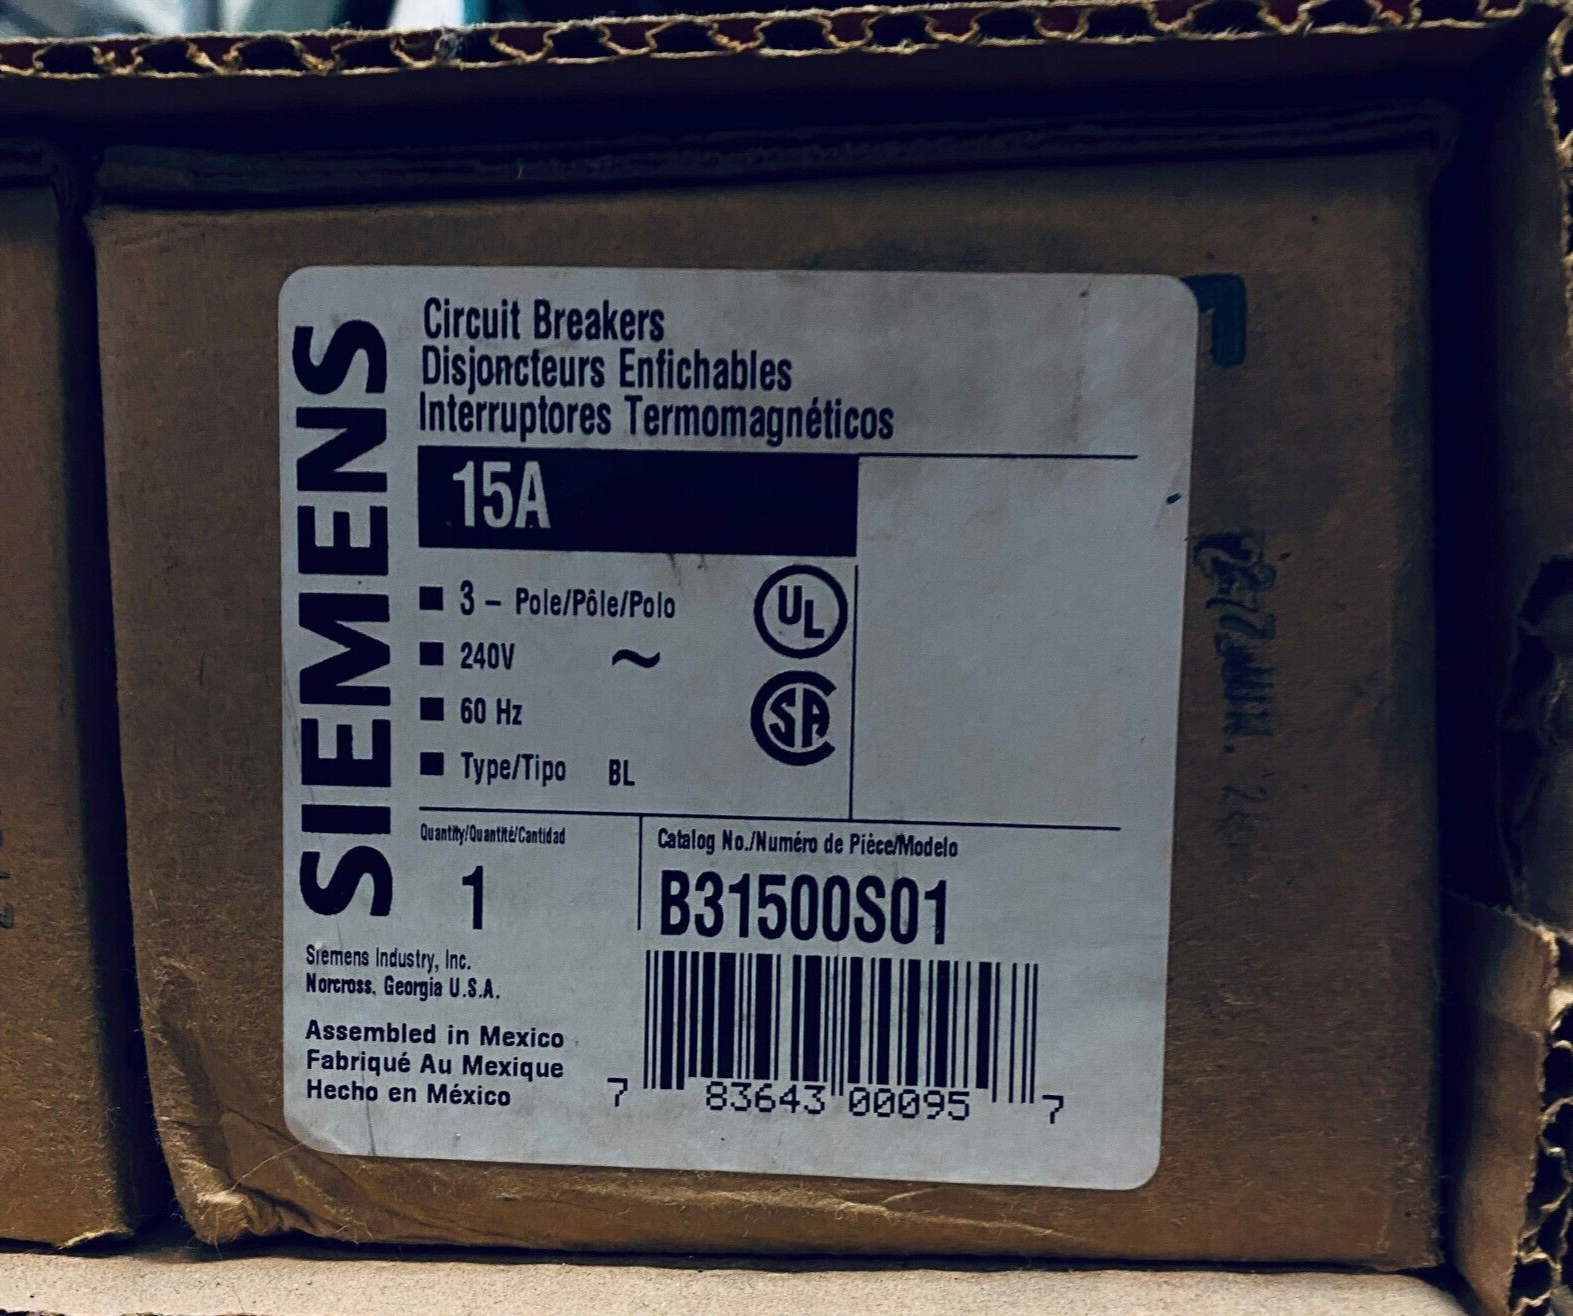 SIEMENS
Circuit Breakers
Disjoncteurs Enfichables
Interruptores Termomagnéticos
15A
3 – Pole/Pôle/Polo
240V ~
60 Hz
Type/Tipo BL
UL
SA
Quantity/Quantité/Cantidad
1
Catalog No./Numéro de Pièce/Modelo
B31500S01
Siemens Industry, Inc.
Norcross, Georgia U.S.A.
Assembled in Mexico
Fabriqué Au Mexique
Hecho en México
7 83643 00095 7